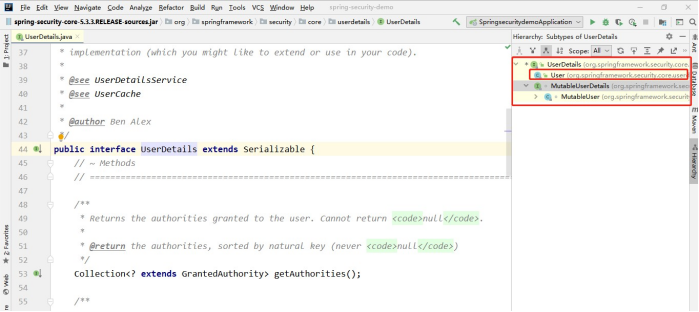 File Edit View Navigate Code Analyze Refactor Build Run Tools VCS Window Help spring-security-demo
spring-security-core-5.3.3.RELEASE-sources.jar org springframework security core userdetails UserDetails SpringsecuritydemoApplication
UserDetails.java
Hierarchy: Subtypes of UserDetails
Scope: All
37 * implementation (which you might like to extend or use in your code).
38 *
39 * @see UserDetailsService
40 * @see UserCache
41 *
42 * @author Ben Alex
43 */
44 public interface UserDetails extends Serializable {
45 // ~ Methods
46 // ====
47
48 /**
49 * Returns the authorities granted to the user. Cannot return <code>null</code>.
50 *
51 * @return the authorities, sorted by natural key (never <code>null</code>)
52 */
53 Collection<? extends GrantedAuthority> getAuthorities();
54
55 /**
* UserDetails (org.springframework.security.core.
User (org.springframework.security.core.user
MutableUserDetails (org.springframework.sec
MutableUser (org.springframework.securit
1: Project
2: Favorites
Web
Ant
Database
Maven
Hierarchy